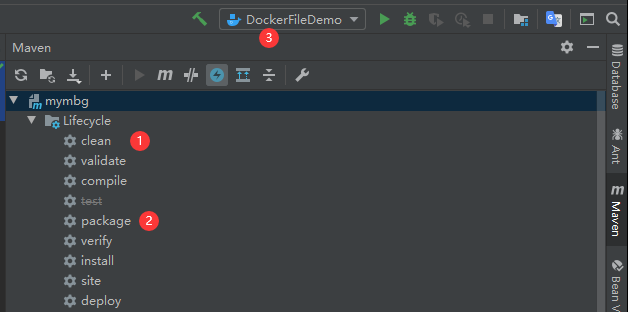 DockerFileDemo
3
Maven
m
mymbg
Lifecycle
clean 1
validate
compile
test
package 2
verify
install
site
deploy
Database
Ant
m Maven
Bean V